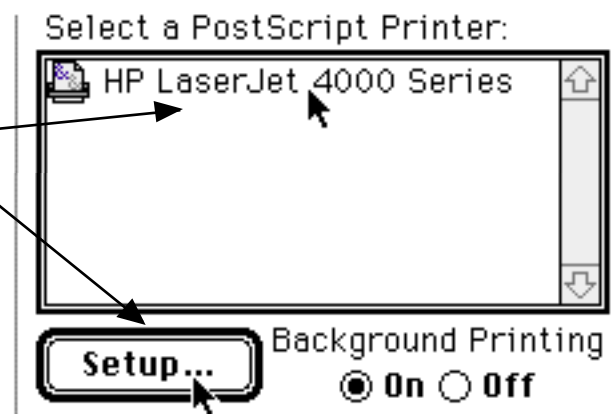 Select a PostScript Printer:
HP LaserJet 4000 Series
Setup...
Background Printing
On Off